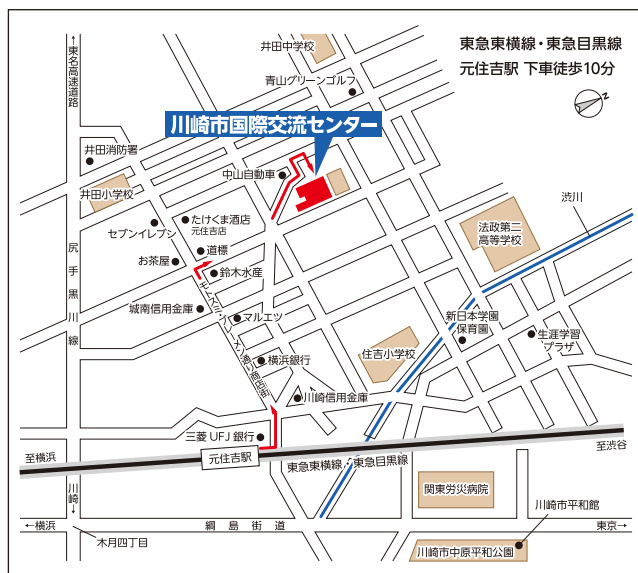 東急東横線・東急目黒線
元住吉駅 下車徒歩10分
N
東名高速道路
井田中学校
青山グリーンゴルフ
川崎市国際交流センター
井田消防署
中山自動車
井田小学校
たけくま酒店
元住吉店
セブンイレブン
道標
お茶屋
鈴木水産
渋川
法政第二
高等学校
尻手黒川線
城南信用金庫
マルエツ
モトスミ・ブレーメン通り商店街
新日本学園
保育園
生涯学習
プラザ
住吉小学校
横浜銀行
川崎信用金庫
三菱UFJ銀行
至横浜
元住吉駅
東急東横線・東急目黒線
至渋谷
川崎
関東労災病院
川崎市平和館
←横浜
綱島街道
東京→
木月四丁目
川崎市中原平和公園